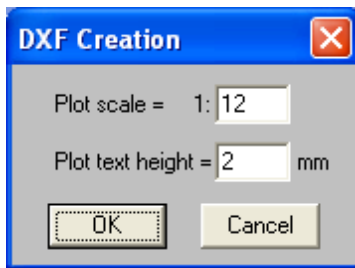 DXF Creation
Plot scale = 1: 12
Plot text height = 2 mm
OK Cancel